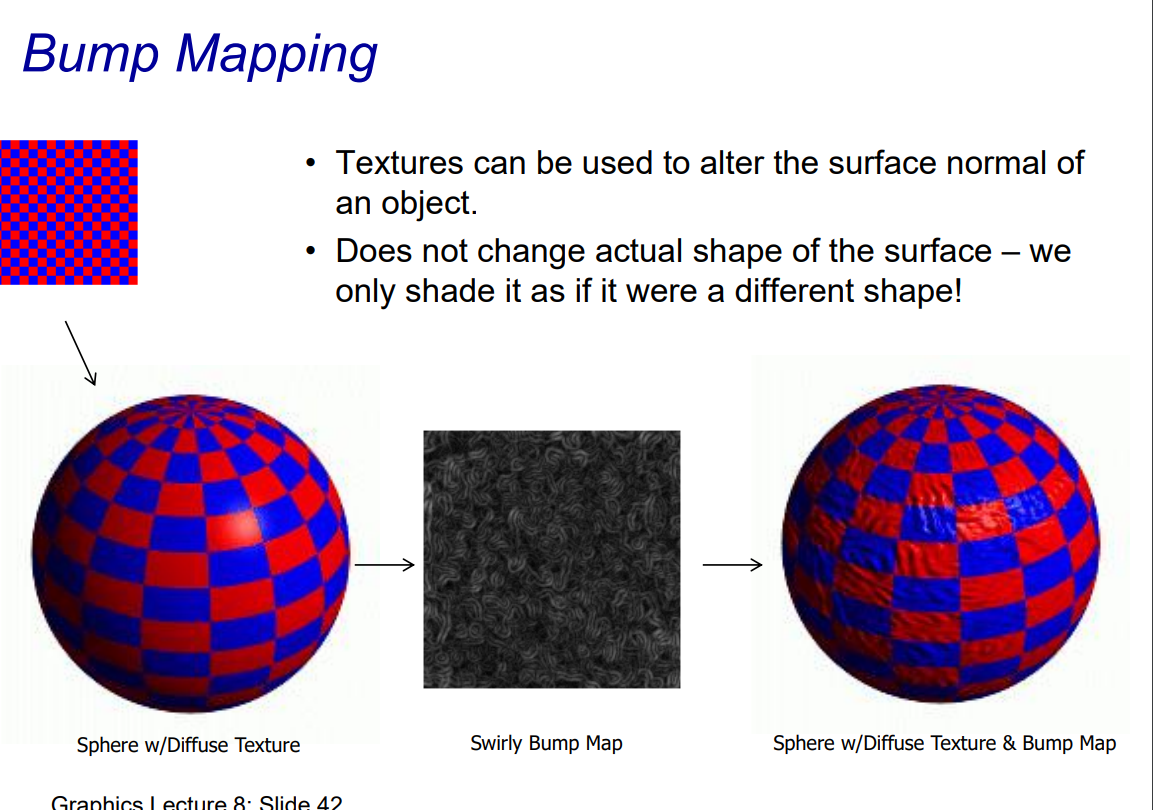 Bump Mapping
• Textures can be used to alter the surface normal of
an object.
• Does not change actual shape of the surface – we
only shade it as if it were a different shape!
Sphere w/Diffuse Texture
Swirly Bump Map
Sphere w/Diffuse Texture & Bump Map
Graphics Lecture 8: Slide 42